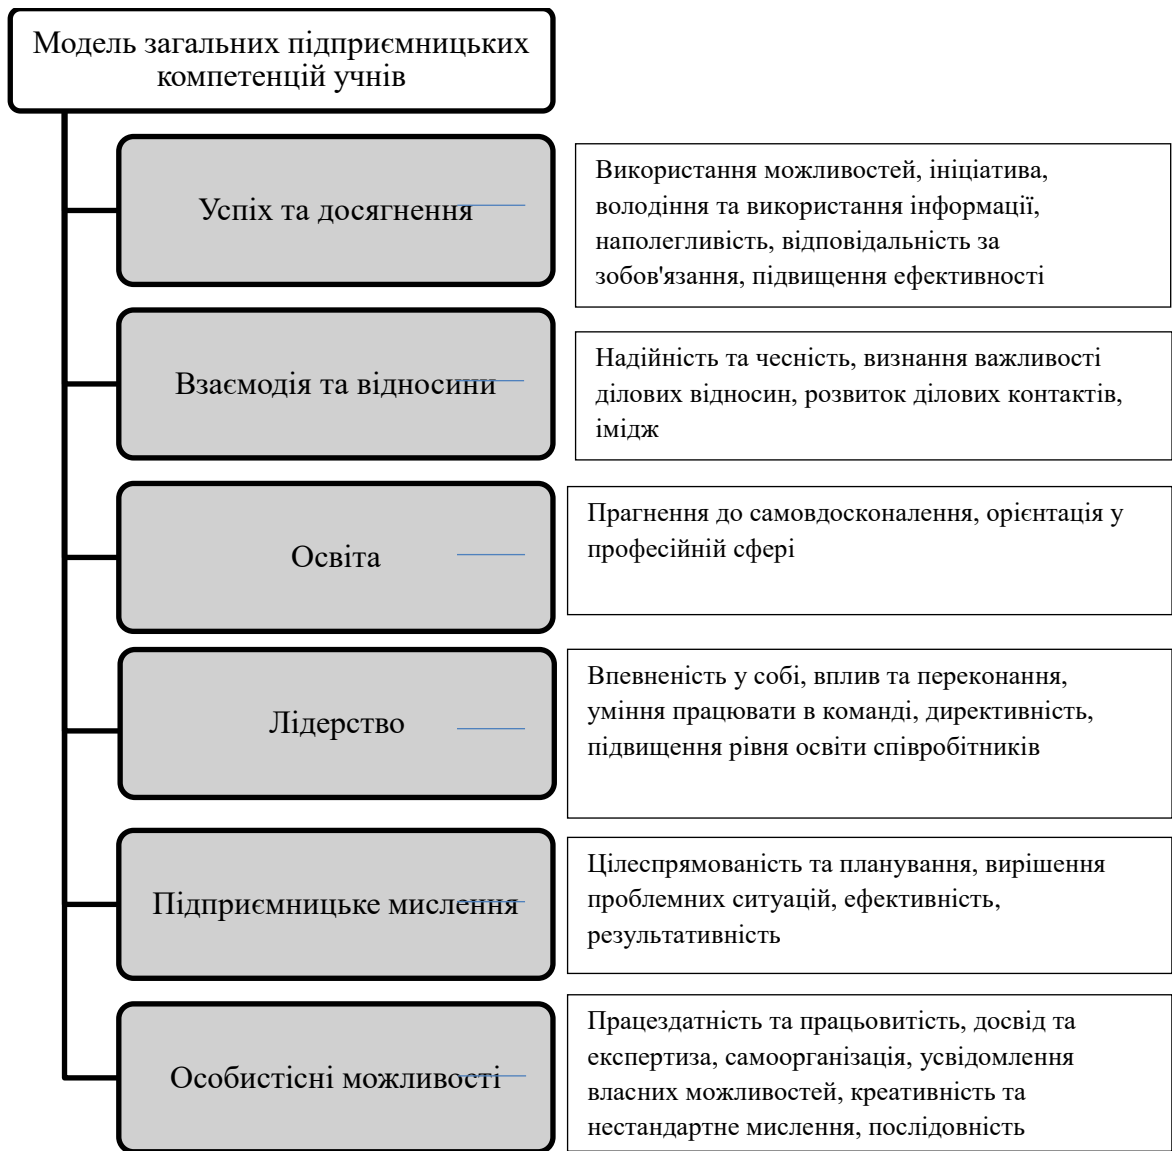 Модель загальних підприємницьких
компетенцій учнів
Успіх та досягнення
Використання можливостей, ініціатива,
володіння та використання інформації,
наполегливість, відповідальність за
зобов'язання, підвищення ефективності
Взаємодія та відносини
Надійність та чесність, визнання важливості
ділових відносин, розвиток ділових контактів,
імідж
Освіта
Прагнення до самовдосконалення, орієнтація у
професійній сфері
Лідерство
Впевненість у собі, вплив та переконання,
уміння працювати в команді, директивність,
підвищення рівня освіти співробітників
Підприємницьке мислення
Цілеспрямованість та планування, вирішення
проблемних ситуацій, ефективність,
результативність
Особистісні можливості
Працездатність та працьовитість, досвід та
експертиза, самоорганізація, усвідомлення
власних можливостей, креативність та
нестандартне мислення, послідовність